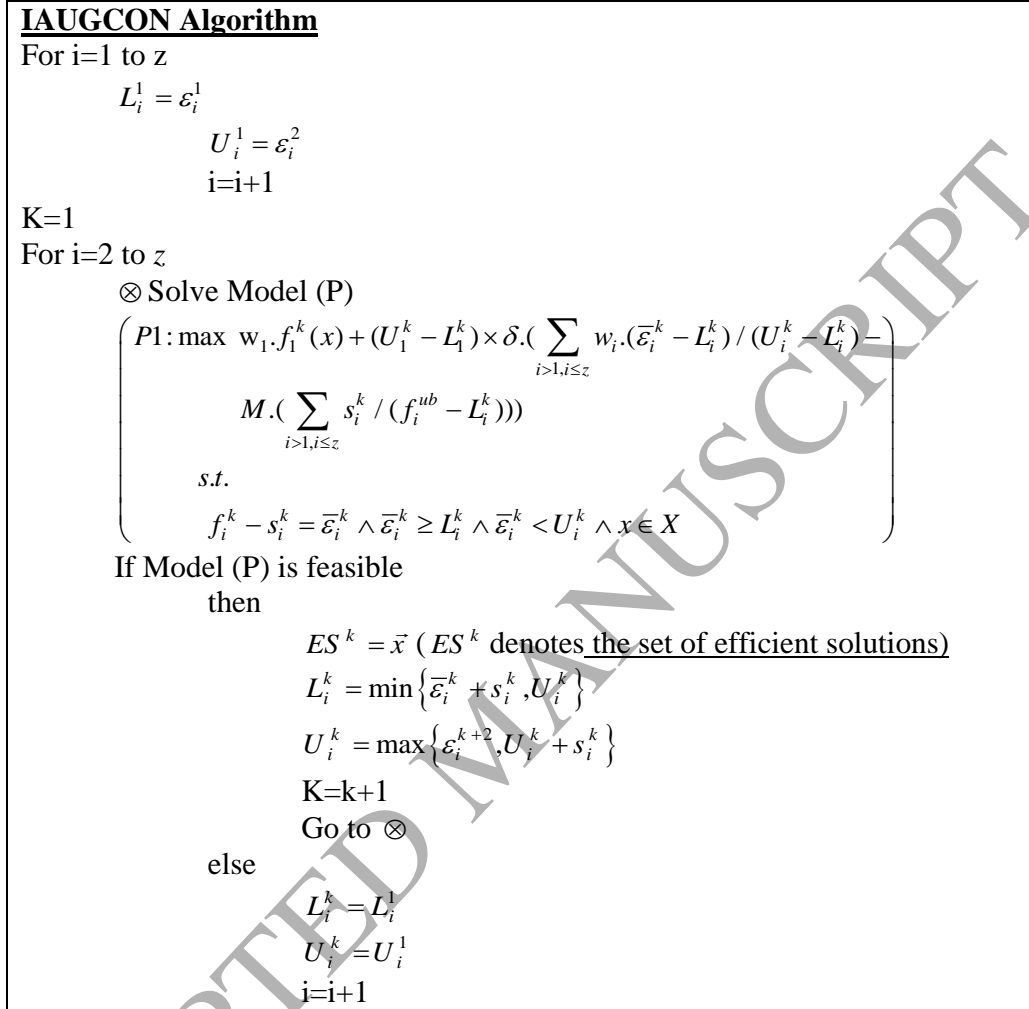 IAUGCON Algorithm
For i=1 to z
L_i^1 = ε_i^1
U_i^1 = ε_i^2
i=i+1
K=1
For i=2 to z
⊗ Solve Model (P)
P1: max w_1.f_1^k(x) + (U_1^k − L_1^k) × δ.( ∑_{i>1,i≤z} w_i.(ε̄_i^k − L_i^k) / (U_i^k − L_i^k) −
M.( ∑_{i>1,i≤z} s_i^k / (f_i^{ub} − L_i^k)))
s.t.
f_i^k − s_i^k = ε̄_i^k ∧ ε̄_i^k ≥ L_i^k ∧ ε̄_i^k < U_i^k ∧ x ∈ X
If Model (P) is feasible
then
ES^k = x⃗ ( ES^k denotes the set of efficient solutions)
L_i^k = min{ε̄_i^k + s_i^k ,U_i^k}
U_i^k = max{ε_i^{k+2},U_i^k + s_i^k}
K=k+1
Go to ⊗
else
L_i^k = L_i^1
U_i^k = U_i^1
i=i+1
RTED MANUSCRIPT